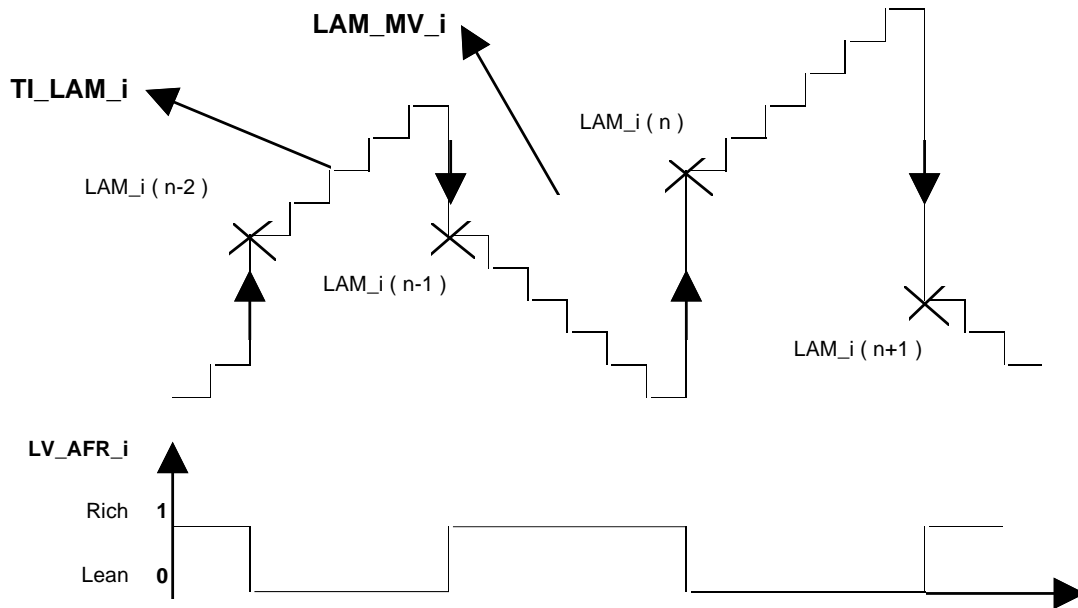 LAM_MV_i
TI_LAM_i
LAM_i ( n )
LAM_i ( n-2 )
LAM_i ( n-1 )
LAM_i ( n+1 )
LV_AFR_i
Rich 1
Lean 0